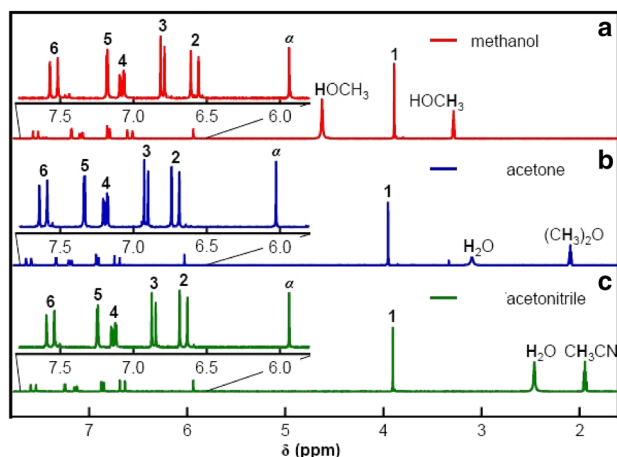 6 5 4 3 2 α 1 methanol a
HOCH3 HOCH3
7.5 7.0 6.5 6.0
6 5 4 3 2 α 1 acetone b
H2O (CH3)2O
7.5 7.0 6.5 6.0
6 5 4 3 2 α 1 acetonitrile c
H2O CH3CN
7.5 7.0 6.5 6.0
7 6 5 4 3 2
δ (ppm)